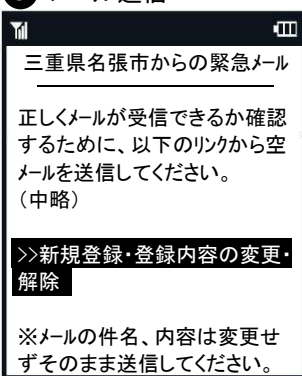 三重県名張市からの緊急メール
正しくメールが受信できるか確認
するために、以下のリンクから空
メールを送信してください。
（中略）
>>新規登録・登録内容の変更・
解除
※メールの件名、内容は変更せ
ずそのまま送信してください。